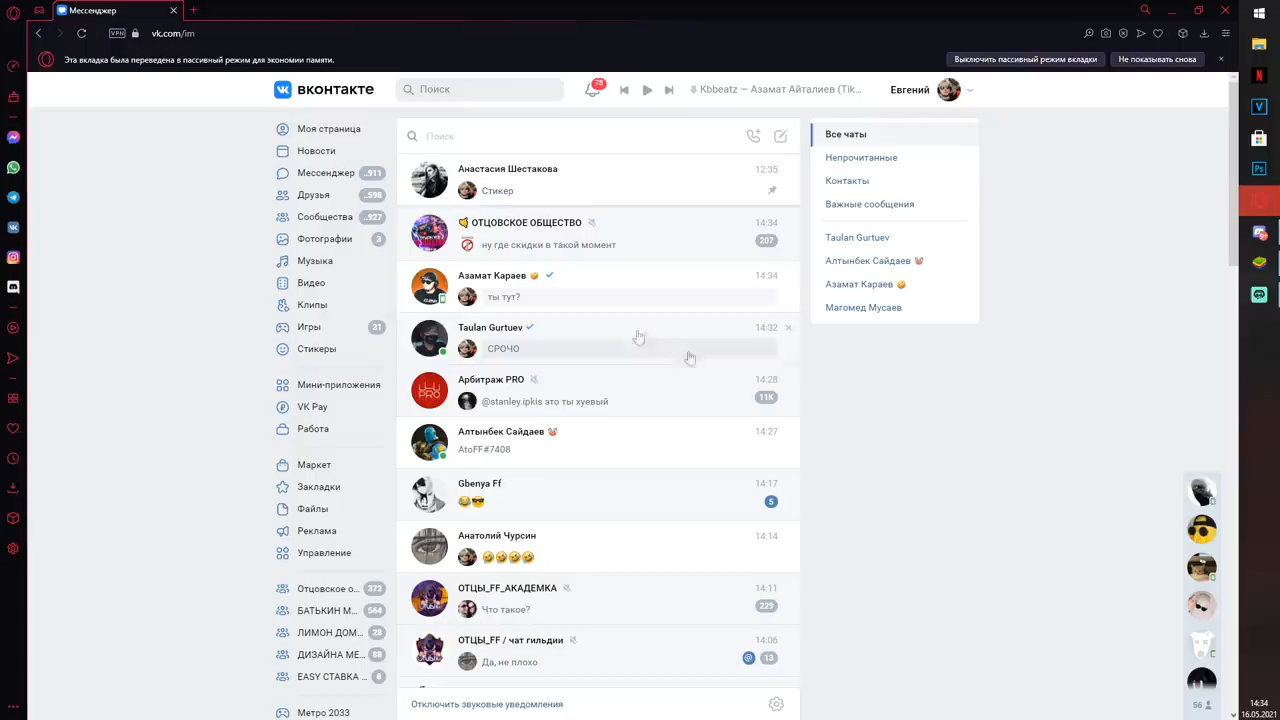 Мессенджер
VPN
vk.com/im
Эта вкладка была переведена в пассивный режим для экономии памяти.
Выключить пассивный режим вкладки
Не показывать снова
вконтакте
Поиск
78
Kbbeatz — Азамат Айталиев (Tik...
Евгений
Моя страница
Новости
Мессенджер ..911
Друзья ..598
Сообщества ..927
Фотографии 3
Музыка
Видео
Клипы
Игры 31
Стикеры
Мини-приложения
VK Pay
Работа
Маркет
Закладки
Файлы
Реклама
Управление
Отцовское о... 372
БАТЬКИН М... 564
ЛИМОН ДОМ... 28
ДИЗАЙНА МЕ... 88
EASY СТАВКА ... 8
Метро 2033
Поиск
Анастасия Шестакова 12:35
Стикер
ОТЦОВСКОЕ ОБЩЕСТВО 14:34
ну где скидки в такой момент 207
Азамат Караев 🤪 14:34
ты тут?
Taulan Gurtuev 14:32
СРОЧО
Арбитраж PRO 14:28
PRO
@stanley.ipkis это ты хуевый 11K
Алтынбек Сайдаев 🐭 14:27
AtoFF#7408
Gbenya Ff 14:17
😂😎 5
Анатолий Чурсин 14:14
🤣🤣🤣🤣
ОТЦЫ_FF_АКАДЕМКА 14:11
Что такое? 229
ОТЦЫ_FF / чат гильдии 14:06
Да, не плохо @ 13
Отключить звуковые уведомления
Все чаты
Непрочитанные
Контакты
Важные сообщения
Taulan Gurtuev
Алтынбек Сайдаев 🐭
Азамат Караев 🤪
Магомед Мусаев
56
N
V
Ps
14:34
16.05.2021